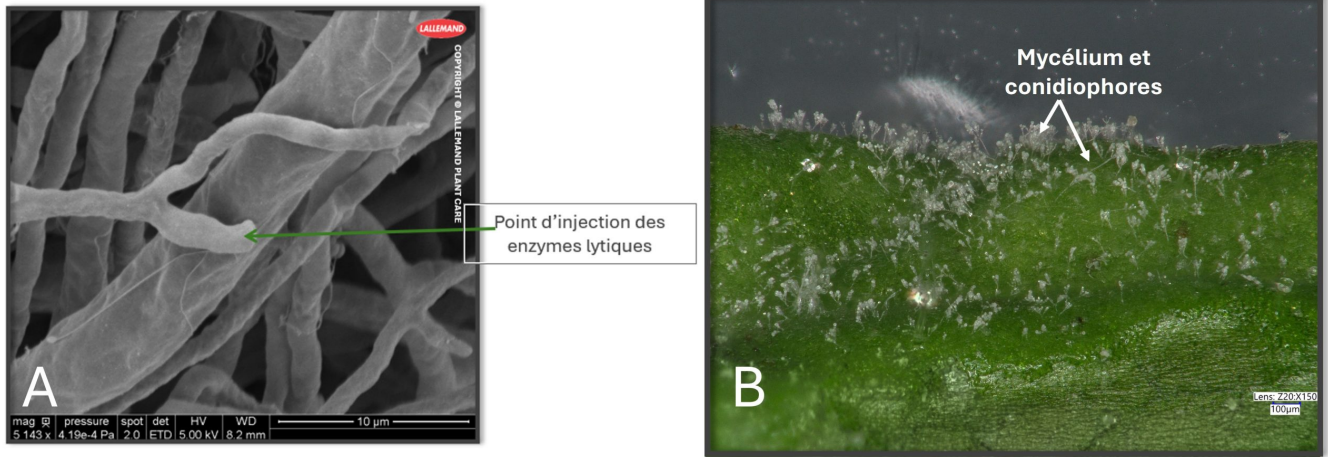 LALLEMAND
COPYRIGHT @ LALLEMAND PLANT CARE
Point d’injection des
enzymes lytiques
A
mag pressure spot det HV WD
5 143 x 4.19e-4 Pa 2.0 ETD 5.00 kV 8.2 mm
10 µm
Mycélium et
conidiophores
B
Lens: Z20:X150
100µm